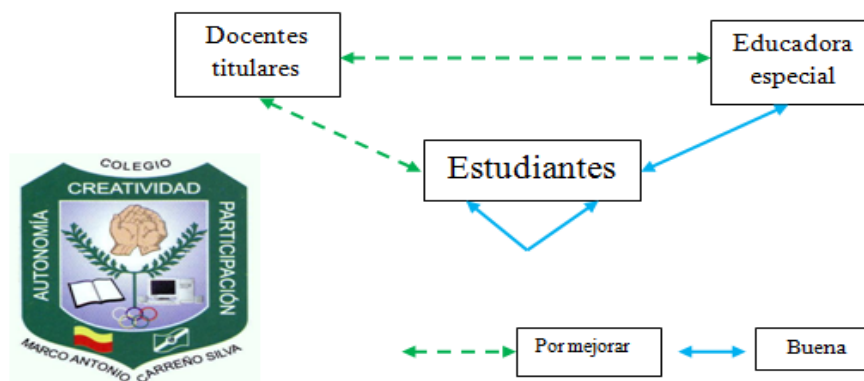 Docentes
titulares
Educadora
especial
Estudiantes
COLEGIO
CREATIVIDAD
AUTONOMÍA
PARTICIPACIÓN
MARCO ANTONIO CARREÑO SILVA
Por mejorar
Buena